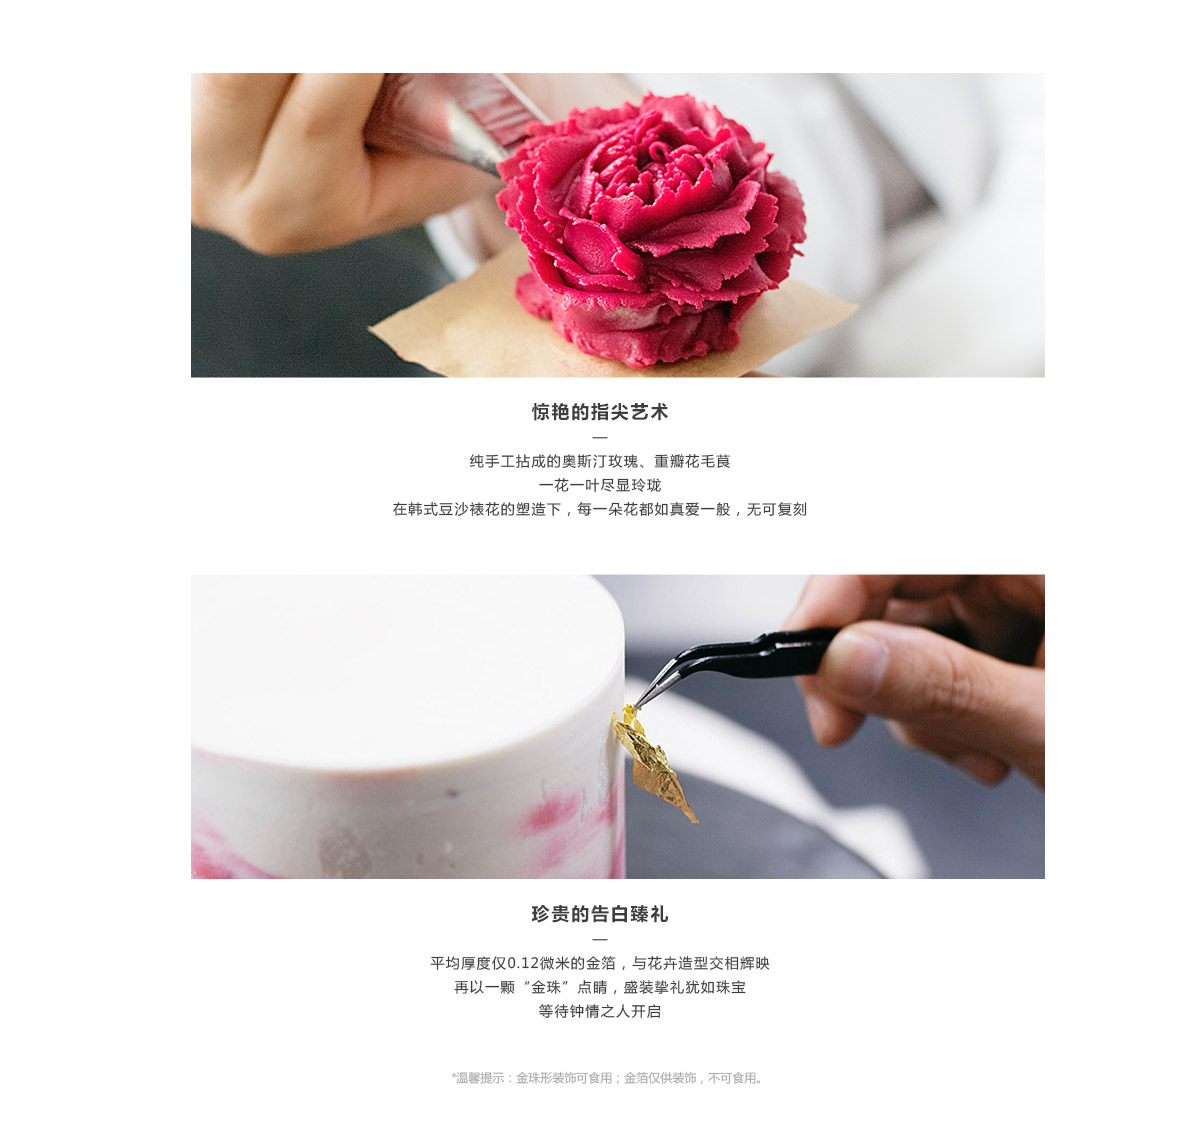 惊艳的指尖艺术
—
纯手工拈成的奥斯汀玫瑰、重瓣花毛茛
一花一叶尽显玲珑
在韩式豆沙裱花的塑造下，每一朵花都如真爱一般，无可复刻
珍贵的告白臻礼
—
平均厚度仅0.12微米的金箔，与花卉造型交相辉映
再以一颗“金珠”点睛，盛装挚礼犹如珠宝
等待钟情之人开启
*温馨提示：金珠形装饰可食用；金箔仅供装饰，不可食用。